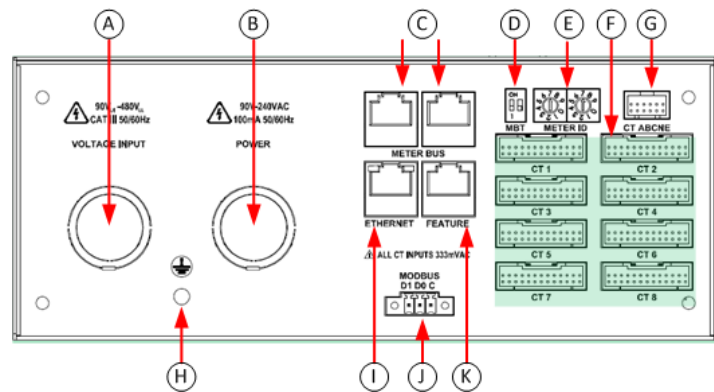 A
B
C
D
E
F
G
90V -480V
CAT III 50/60Hz
VOLTAGE INPUT
90V-240VAC
100mA 50/60Hz
POWER
METER BUS
ON
1
MBT
METER ID
CT ABCNE
CT 1
CT 2
CT 3
CT 4
CT 5
CT 6
CT 7
CT 8
ETHERNET
FEATURE
ALL CT INPUTS 333mVAC
MODBUS
D1 D0 C
H
I
J
K